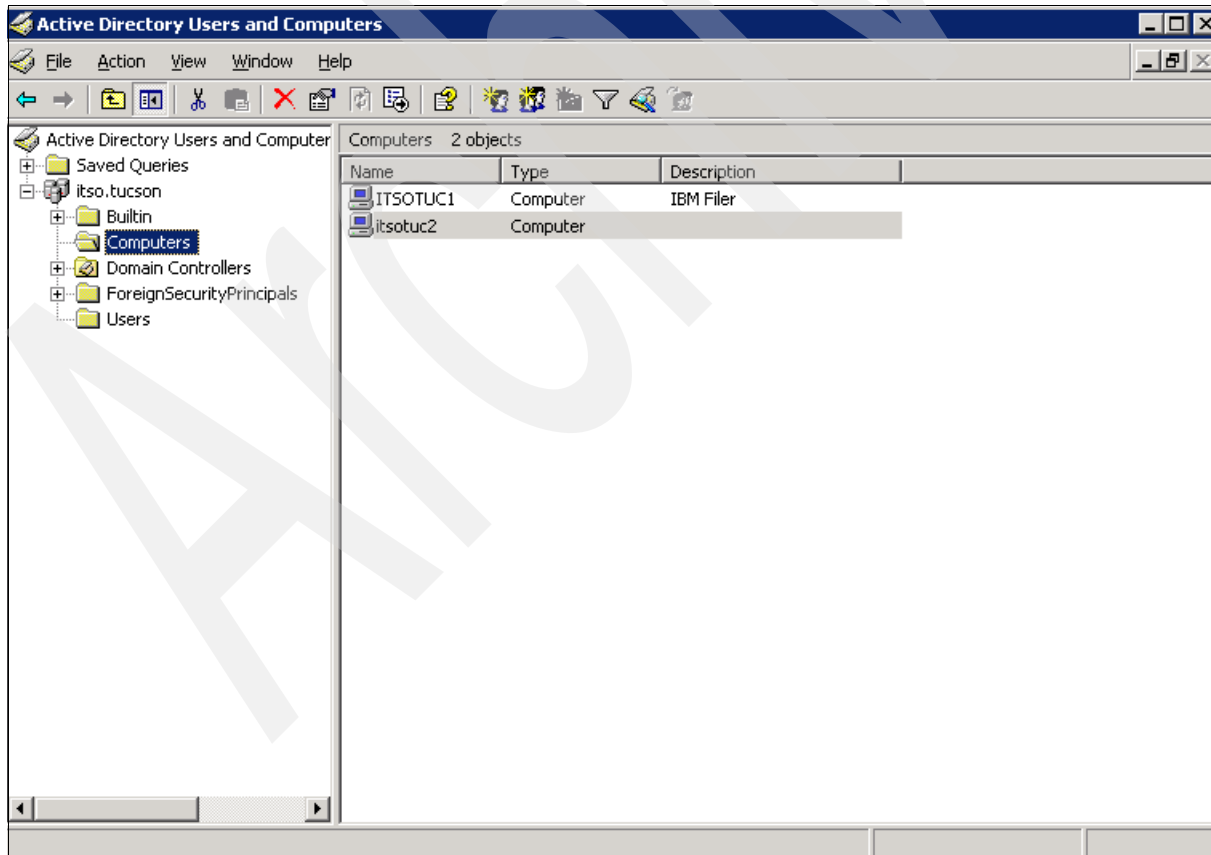 Active Directory Users and Computers
File Action View Window Help
Active Directory Users and Computer
Saved Queries
itso.tucson
Builtin
Computers
Domain Controllers
ForeignSecurityPrincipals
Users
Computers 2 objects
Name Type Description
ITSOTUC1 Computer IBM Filer
itsotuc2 Computer